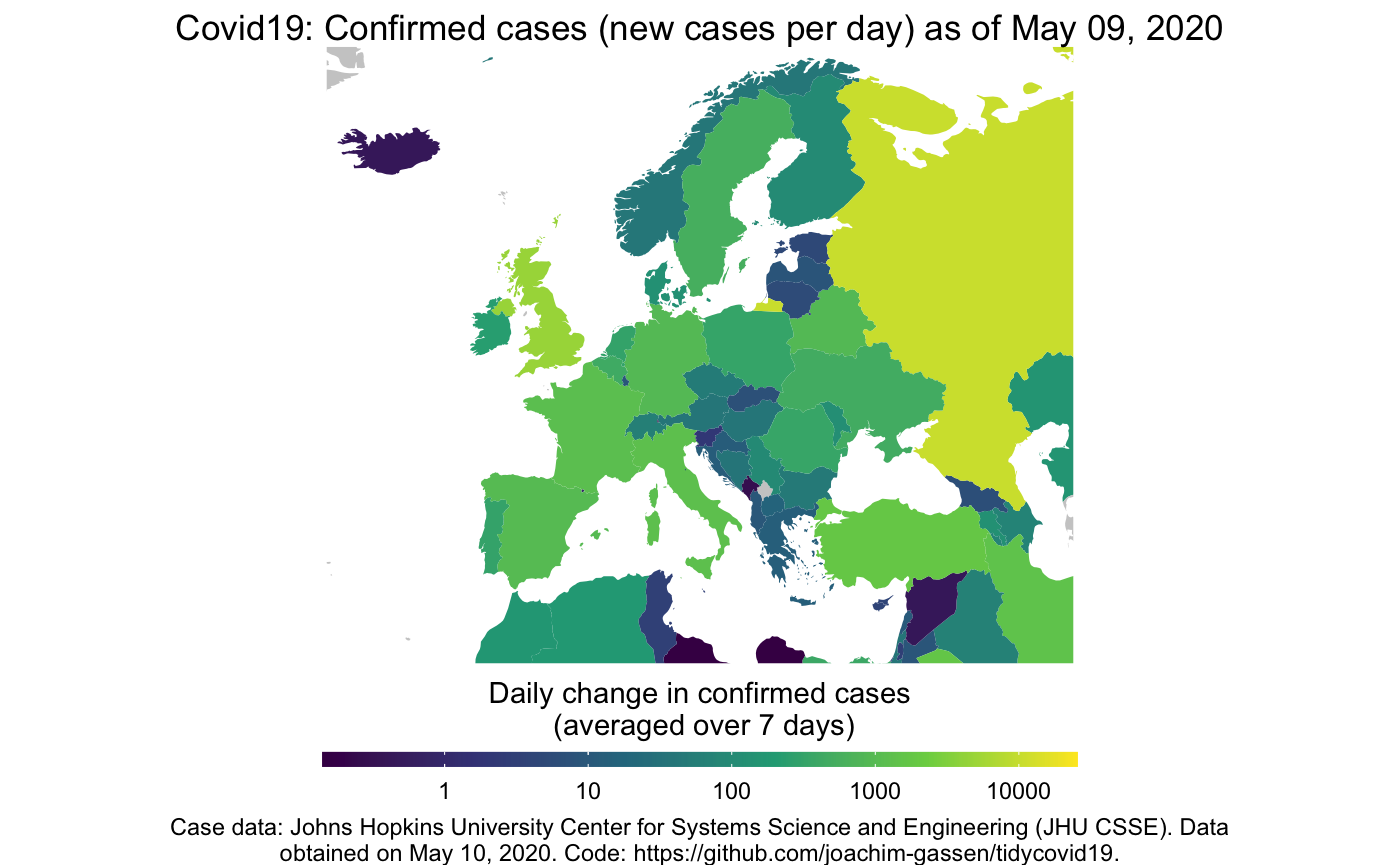 Covid19: Confirmed cases (new cases per day) as of May 09, 2020
Daily change in confirmed cases
(averaged over 7 days)
1 10 100 1000 10000
Case data: Johns Hopkins University Center for Systems Science and Engineering (JHU CSSE). Data
obtained on May 10, 2020. Code: https://github.com/joachim-gassen/tidycovid19.